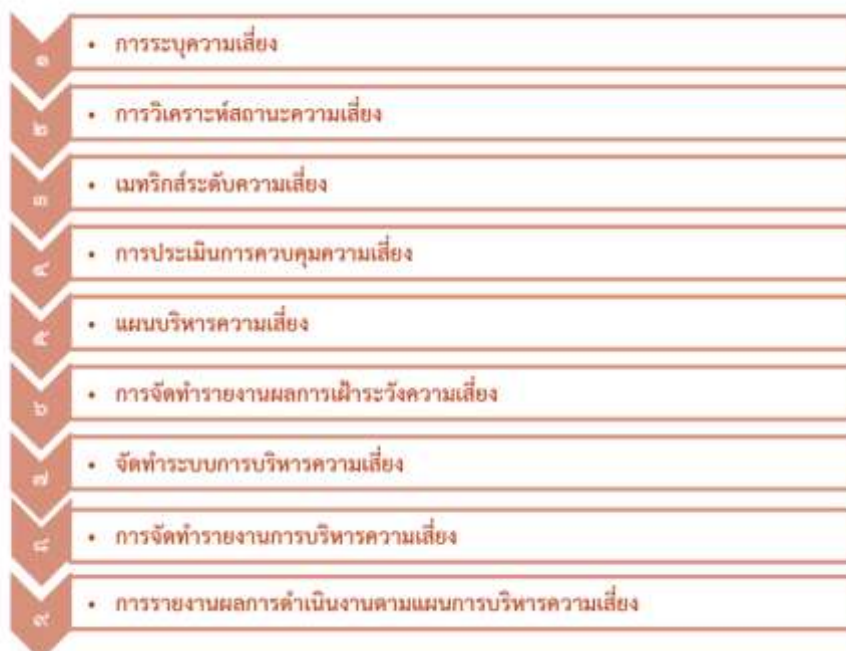 ๑
• การระบุความเสี่ยง
๒
• การวิเคราะห์สถานะความเสี่ยง
๓
• เมทริกส์ระดับความเสี่ยง
๔
• การประเมินการควบคุมความเสี่ยง
๕
• แผนบริหารความเสี่ยง
๖
• การจัดทำรายงานผลการเฝ้าระวังความเสี่ยง
๗
• จัดทำระบบการบริหารความเสี่ยง
๘
• การจัดทำรายงานการบริหารความเสี่ยง
๙
• การรายงานผลการดำเนินงานตามแผนการบริหารความเสี่ยง